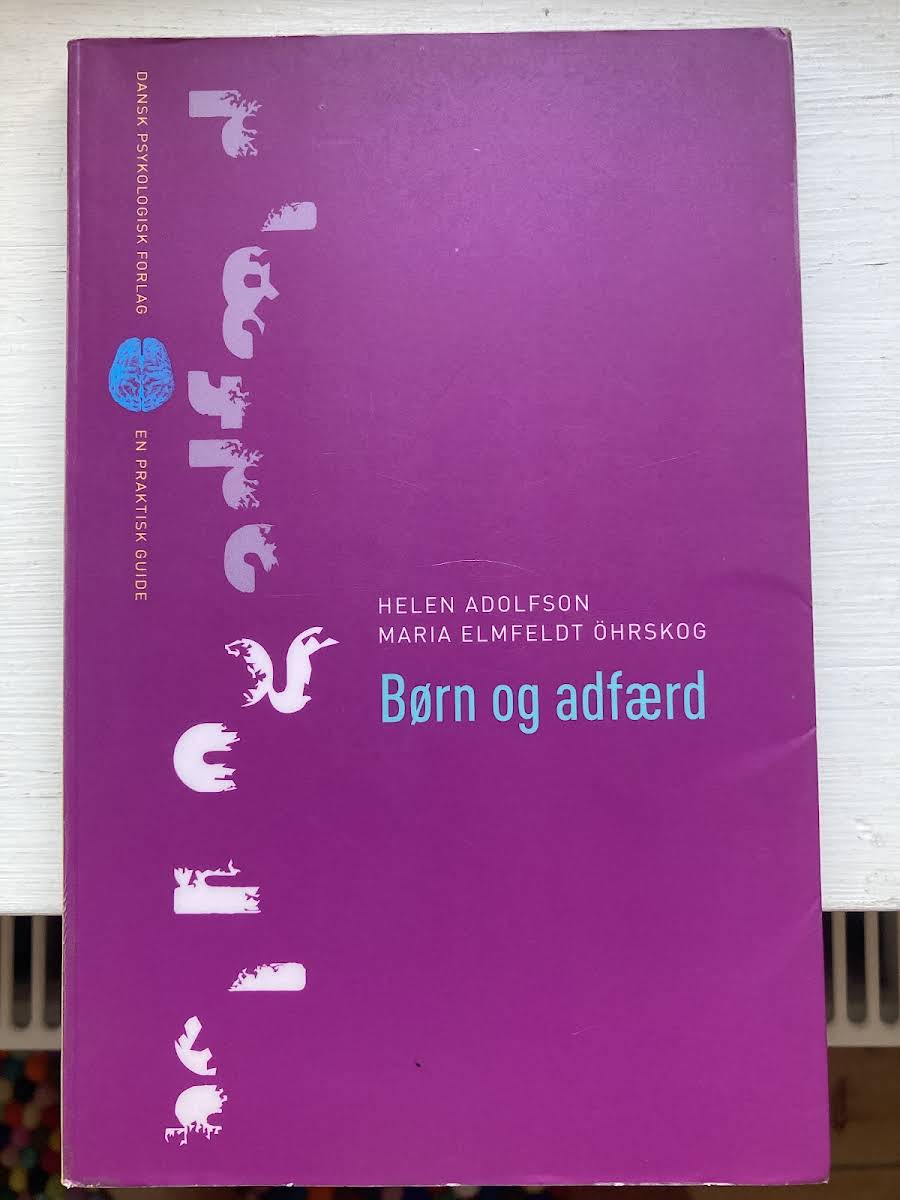 DANSK PSYKOLOGISK FORLAG
EN PRAKTISK GUIDE
HELEN ADOLFSON
MARIA ELMFELDT ÖHRSKOG
Børn og adfærd